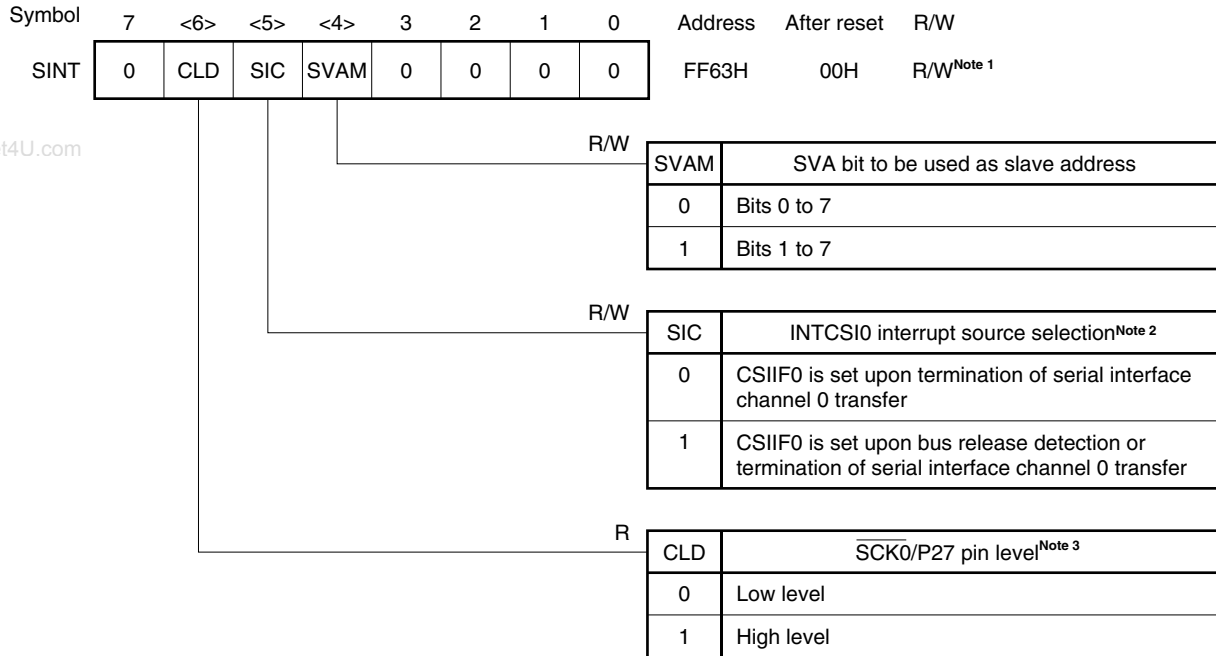 Symbol 7 <6> <5> <4> 3 2 1 0 Address After reset R/W
SINT 0 CLD SIC SVAM 0 0 0 0 FF63H 00H R/WNote 1
t4U.com
R/W
SVAM SVA bit to be used as slave address
0 Bits 0 to 7
1 Bits 1 to 7
R/W
SIC INTCSI0 interrupt source selectionNote 2
0 CSIIF0 is set upon termination of serial interface
channel 0 transfer
1 CSIIF0 is set upon bus release detection or
termination of serial interface channel 0 transfer
R
CLD SCK0/P27 pin levelNote 3
0 Low level
1 High level